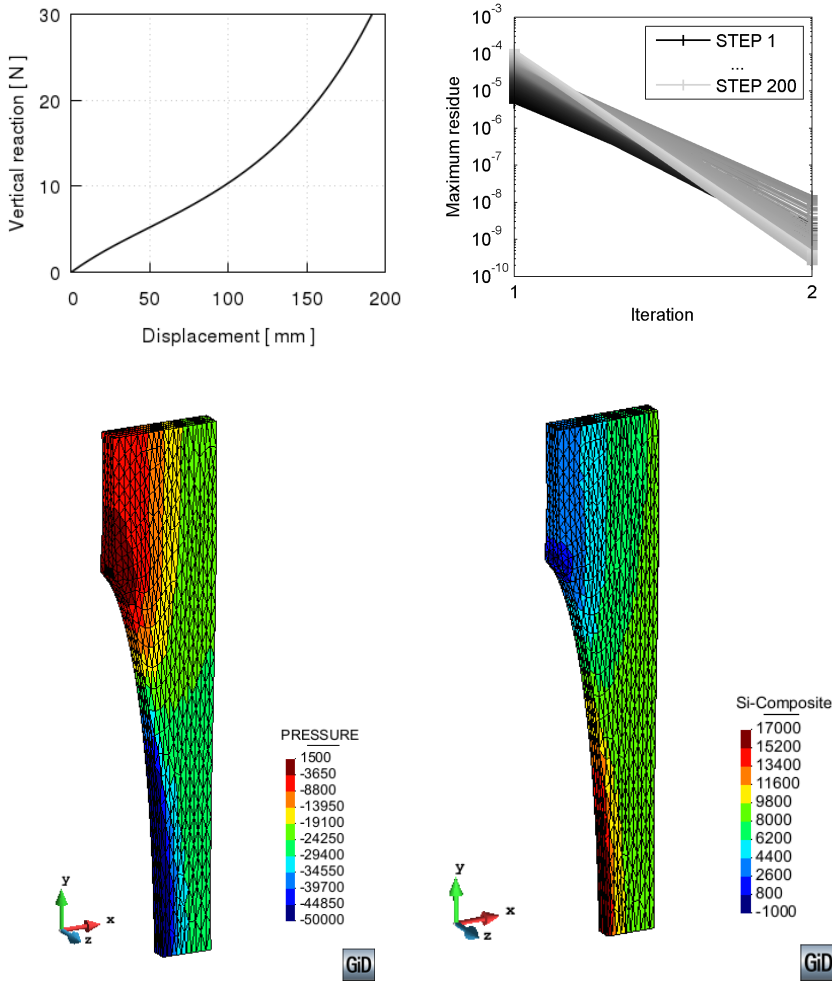 30
20
10
0
0
50
100
150
200
Vertical reaction [ N ]
Displacement [ mm ]
10-3
10-4
10-5
10-6
10-7
10-8
10-9
10-10
Maximum residue
STEP 1
...
STEP 200
1
2
Iteration
PRESSURE
1500
-3650
-8800
-13950
-19100
-24250
-29400
-34550
-39700
-44850
-50000
y
x
z
GiD
Si-Composite
17000
15200
13400
11600
9800
8000
6200
4400
2600
800
-1000
y
x
z
GiD